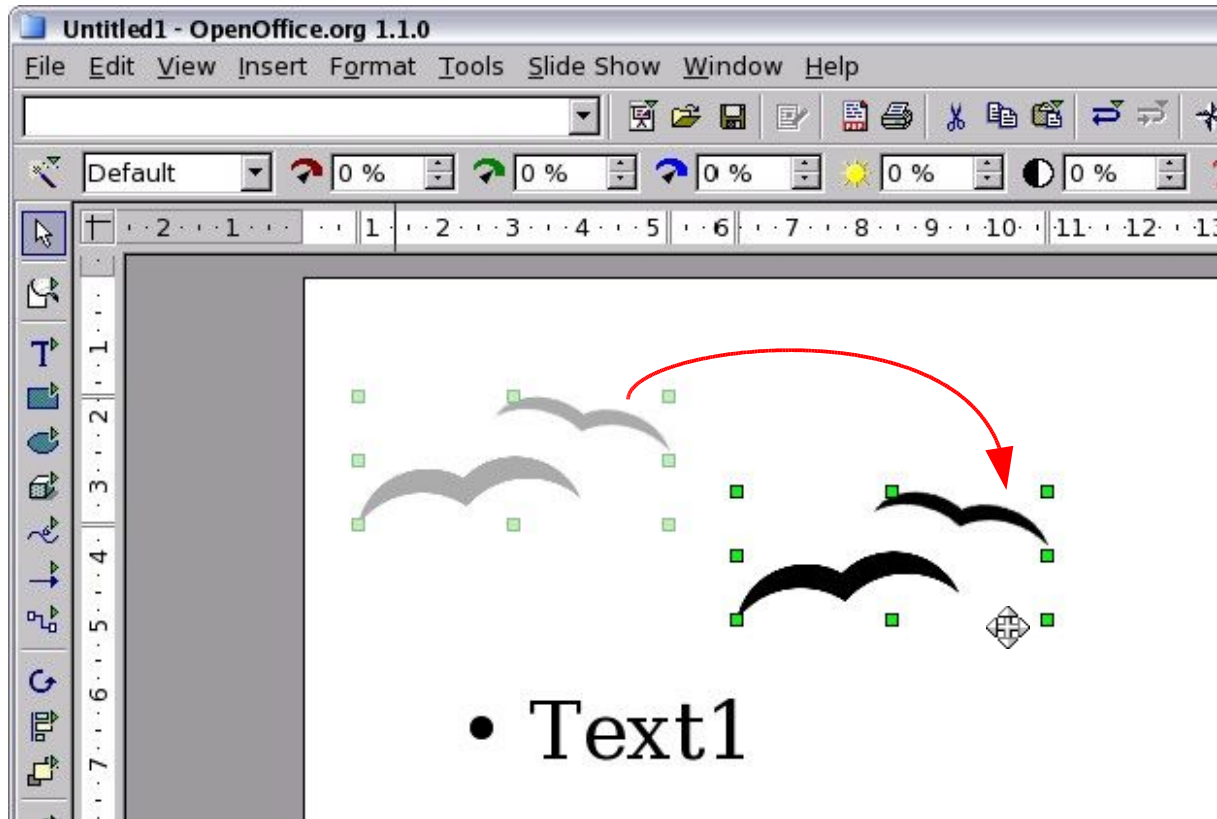 Untitled1 - OpenOffice.org 1.1.0
File Edit View Insert Format Tools Slide Show Window Help
Default 0 % 0 % 0 % 0 % 0 %
2 1 1 2 3 4 5 6 7 8 9 10 11 12 13
1
2
3
4
5
6
7
• Text1